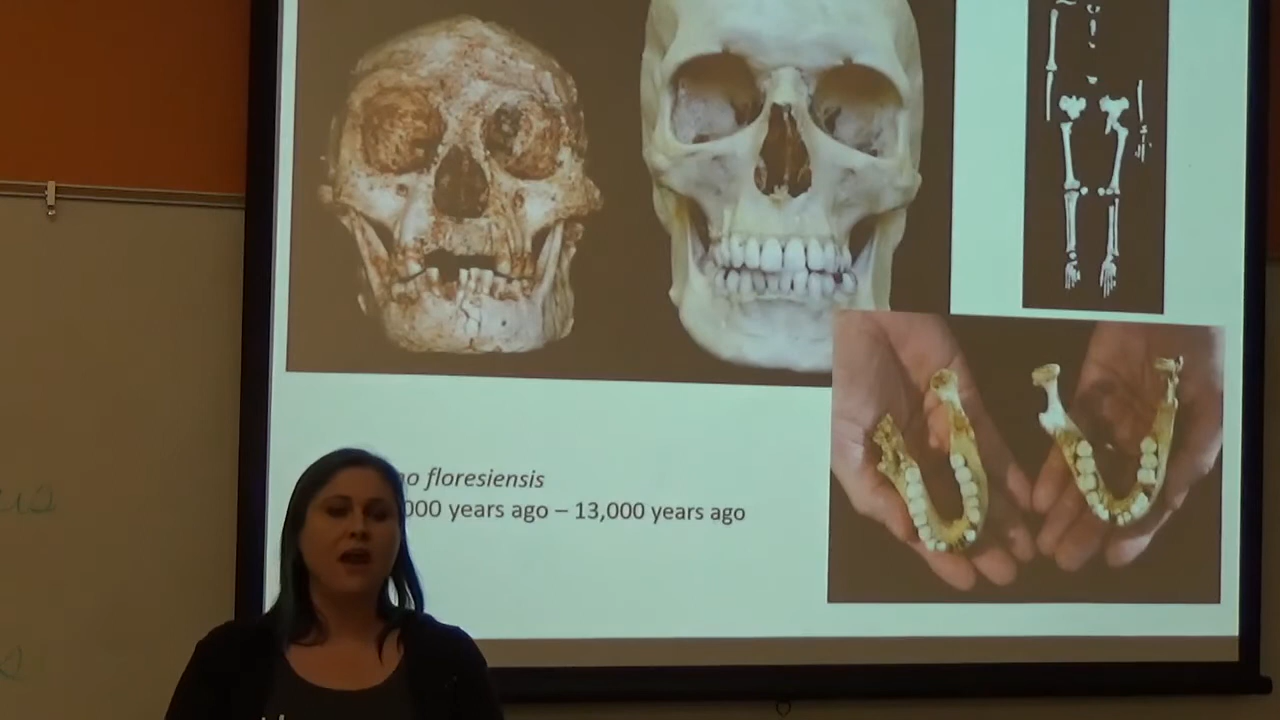 o floresiensis
000 years ago – 13,000 years ago